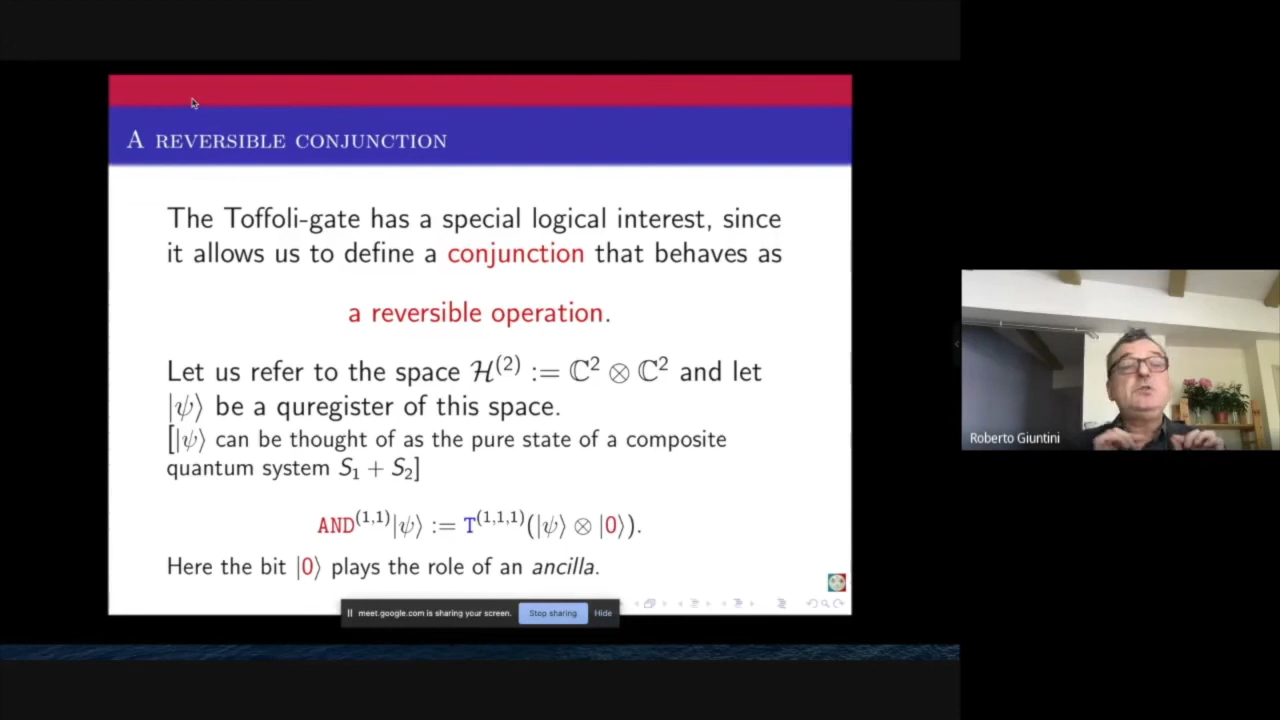 A REVERSIBLE CONJUNCTION
The Toffoli-gate has a special logical interest, since
it allows us to define a conjunction that behaves as
a reversible operation.
Let us refer to the space ℋ⁽²⁾ := ℂ² ⊗ ℂ² and let
|ψ⟩ be a quregister of this space.
[|ψ⟩ can be thought of as the pure state of a composite
quantum system S₁ + S₂]
AND⁽¹,¹⁾|ψ⟩ := T⁽¹,¹,¹⁾(|ψ⟩ ⊗ |0⟩).
Here the bit |0⟩ plays the role of an ancilla.
meet.google.com is sharing your screen. Stop sharing Hide
Roberto Giuntini